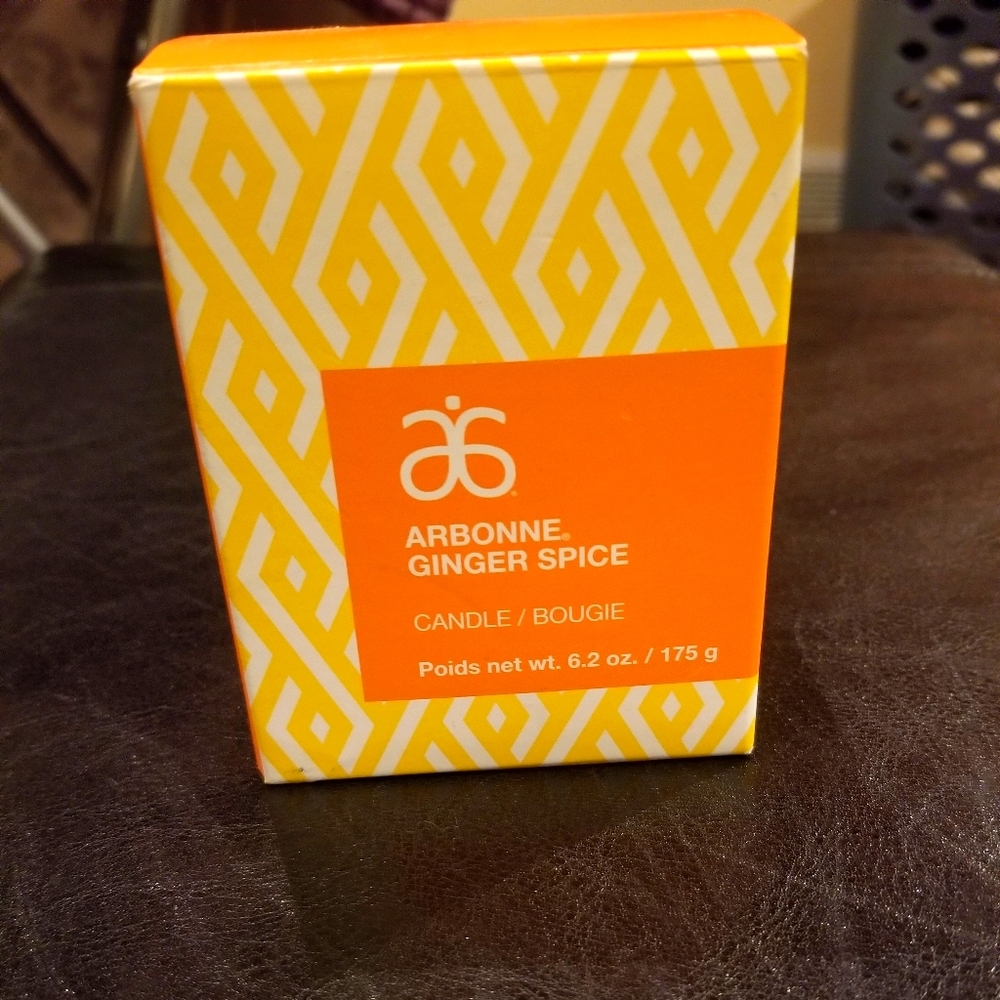 ARBONNE®
GINGER SPICE
CANDLE / BOUGIE
Poids net wt. 6.2 oz. / 175 g